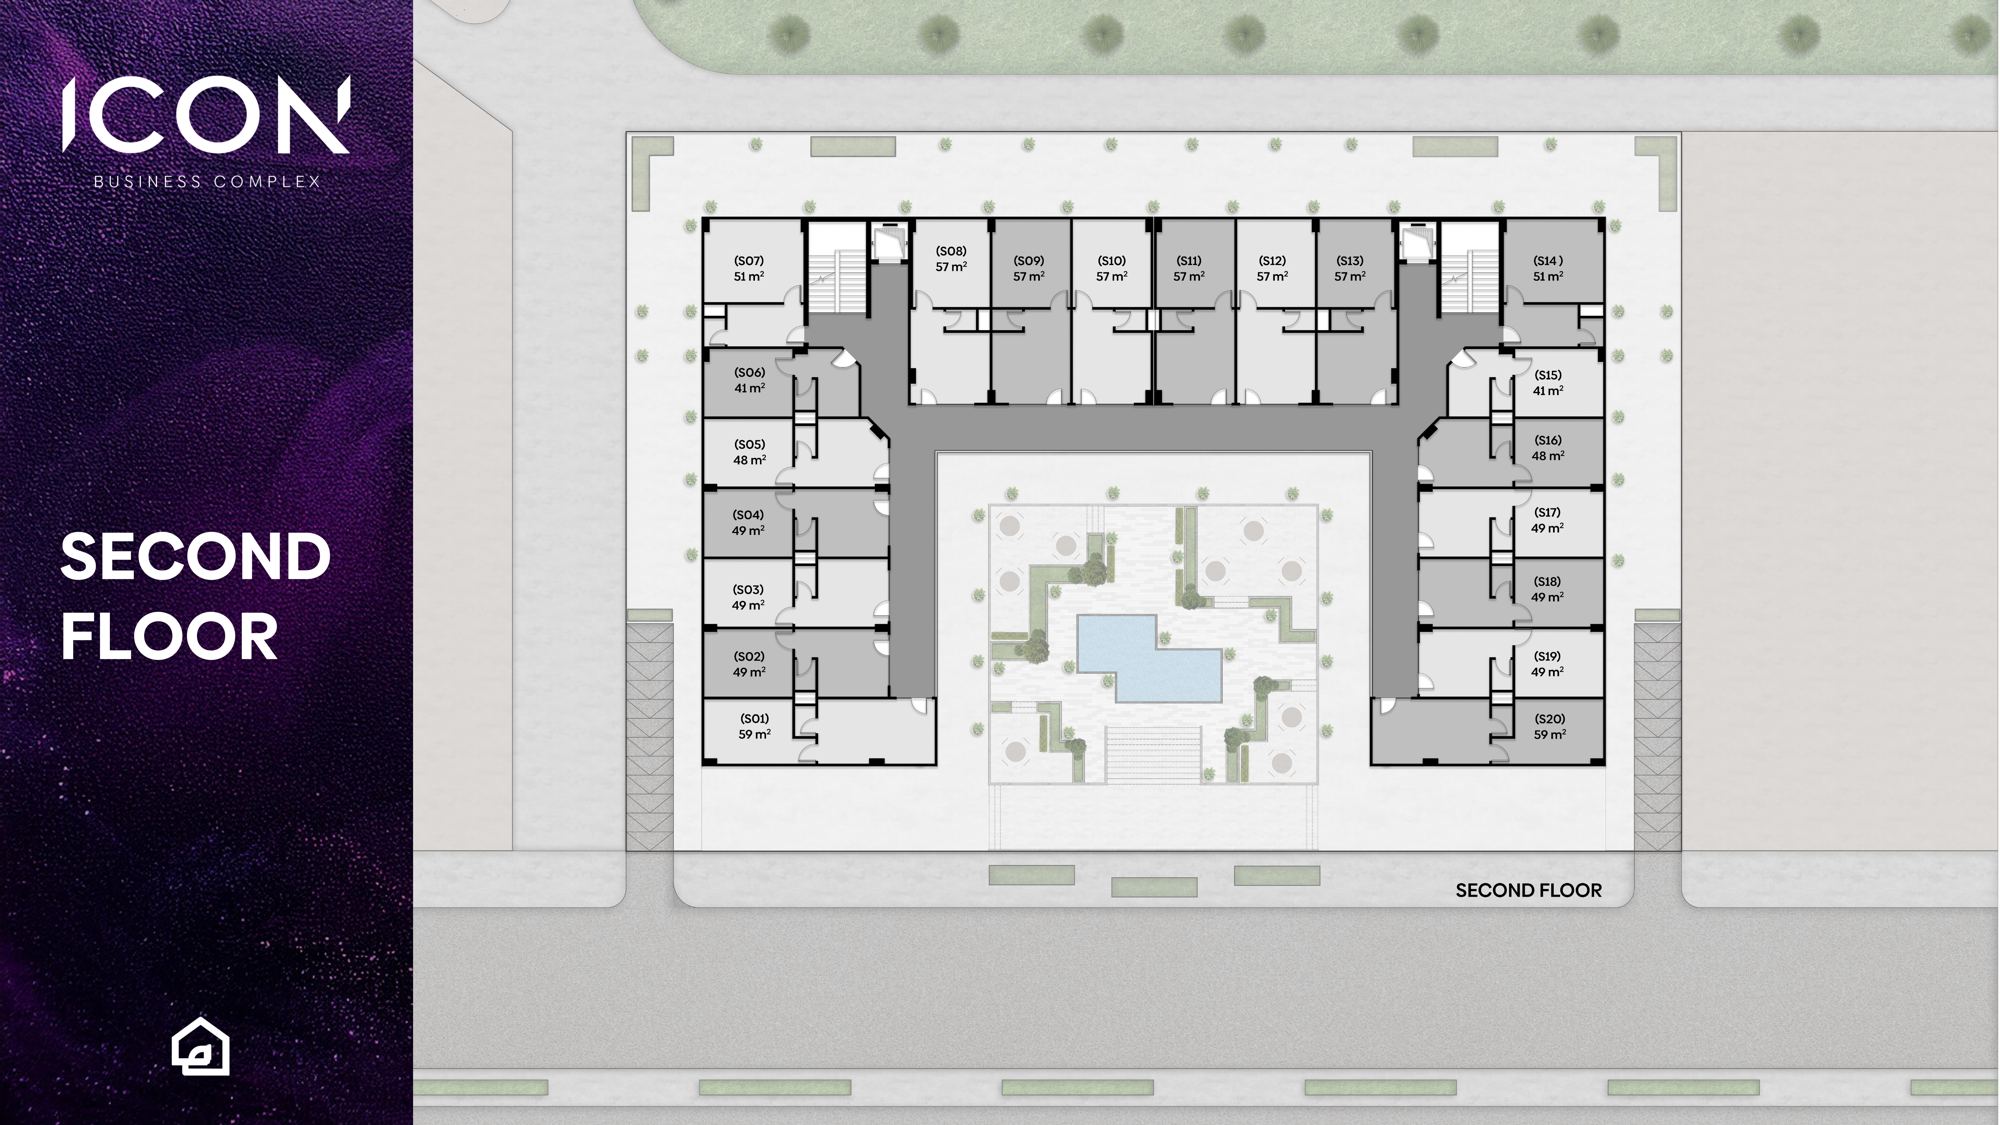 ICON
BUSINESS COMPLEX
SECOND
FLOOR
(S07)
51 m²
(S08)
57 m²
(S09)
57 m²
(S10)
57 m²
(S11)
57 m²
(S12)
57 m²
(S13)
57 m²
(S14 )
51 m²
(S06)
41 m²
(S15)
41 m²
(S05)
48 m²
(S16)
48 m²
(S04)
49 m²
(S17)
49 m²
(S03)
49 m²
(S18)
49 m²
(S02)
49 m²
(S19)
49 m²
(S01)
59 m²
(S20)
59 m²
SECOND FLOOR